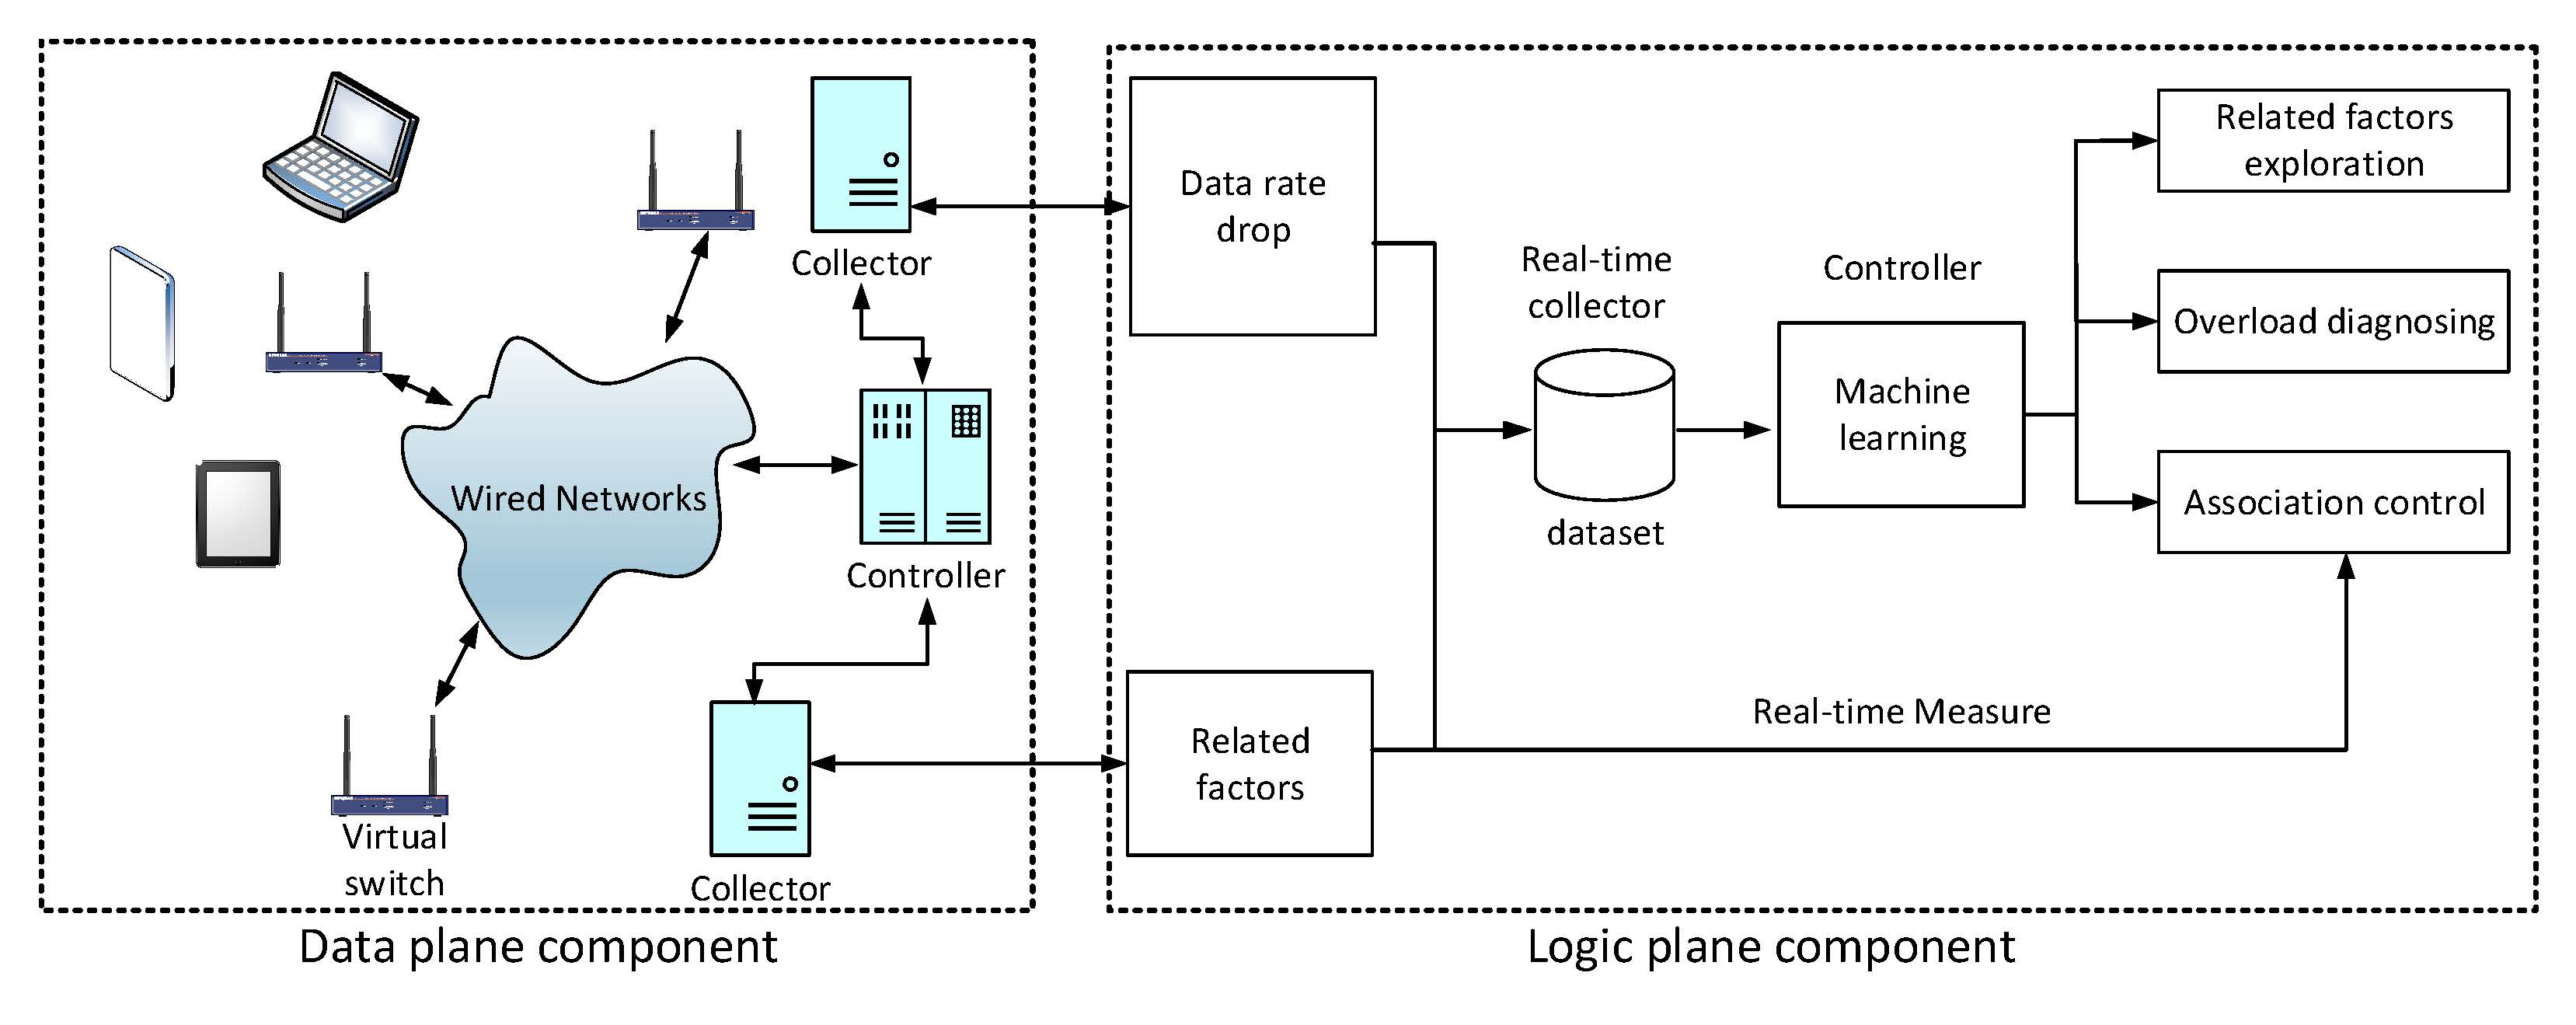 Collector
Wired Networks
Controller
Virtual
switch
Collector
Data plane component
Data rate
drop
Related
factors
Real-time
collector
dataset
Controller
Machine
learning
Related factors
exploration
Overload diagnosing
Association control
Real-time Measure
Logic plane component